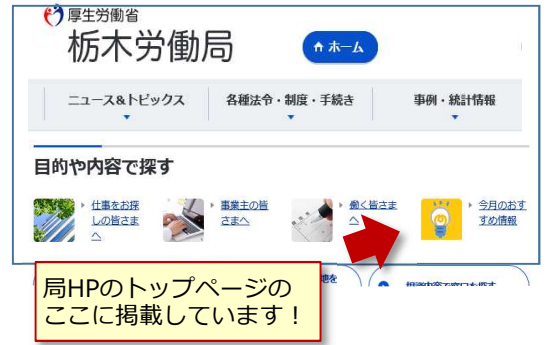 厚生労働省
栃木労働局
ホーム
ニュース&トピックス
各種法令・制度・手続き
事例・統計情報
目的や内容で探す
仕事をお探
しの皆さま
へ
事業主の皆
さまへ
働く皆さま
へ
今月のおす
すめ情報
局HPのトップページの
ここに掲載しています！